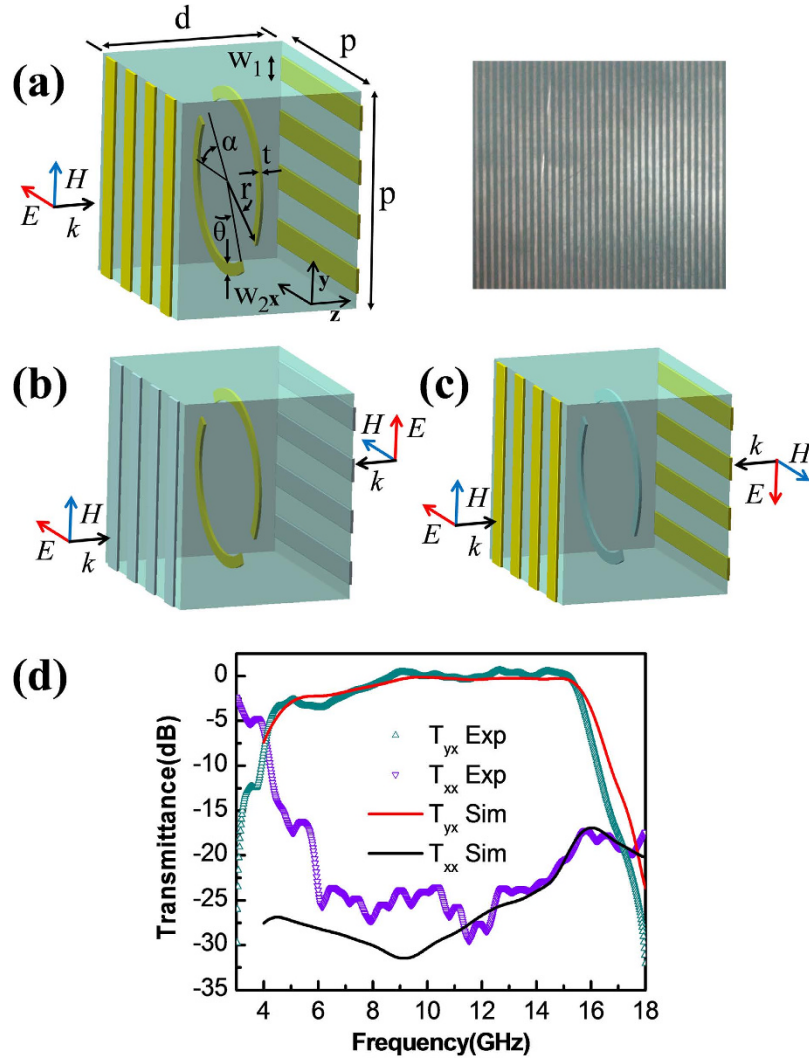 (a)
d
p
w1
α
t
r
θ
w2
p
H
E
k
y
x
z
(b)
H
E
k
H
E
k
(c)
H
E
k
k
H
E
(d)
Transmittance(dB)
0
-5
-10
-15
-20
-25
-30
-35
Tyx Exp
Txx Exp
Tyx Sim
Txx Sim
4 6 8 10 12 14 16 18
Frequency(GHz)